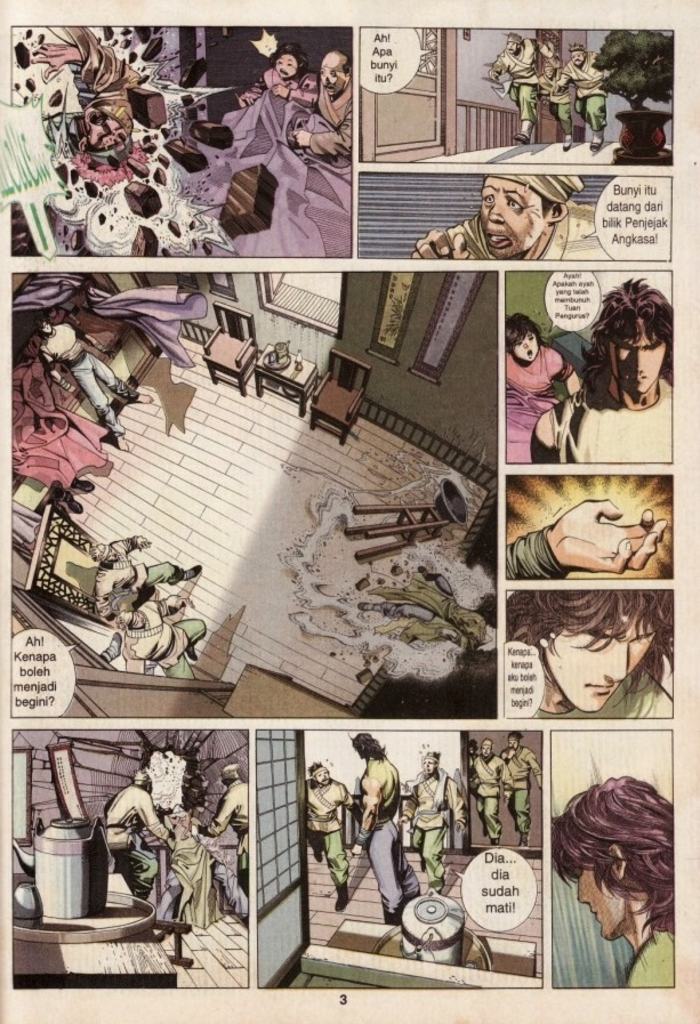 Ah!
Apa
bunyi
itu?
Bunyi itu
datang dari
bilik Penjejak
Angkasa!
Ah!
Kenapa
boleh
menjadi
begini?
Ayah!
Apakah ayah
yang telah
membunuh
Tuan
Pengurus?
Kenapa...
kenapa
aku boleh
menjadi
begini?
Dia...
dia
sudah
mati!
3